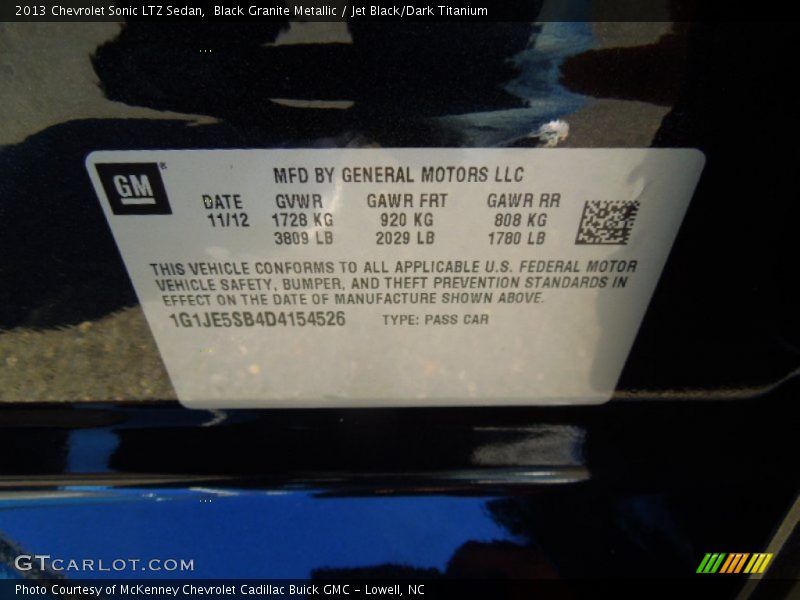 2013 Chevrolet Sonic LTZ Sedan, Black Granite Metallic / Jet Black/Dark Titanium
GM®
MFD BY GENERAL MOTORS LLC
DATE GVWR GAWR FRT GAWR RR
11/12 1728 KG 920 KG 808 KG
3809 LB 2029 LB 1780 LB
THIS VEHICLE CONFORMS TO ALL APPLICABLE U.S. FEDERAL MOTOR
VEHICLE SAFETY, BUMPER, AND THEFT PREVENTION STANDARDS IN
EFFECT ON THE DATE OF MANUFACTURE SHOWN ABOVE.
1G1JE5SB4D4154526 TYPE: PASS CAR
GTCARLOT.COM
Photo Courtesy of McKenney Chevrolet Cadillac Buick GMC - Lowell, NC